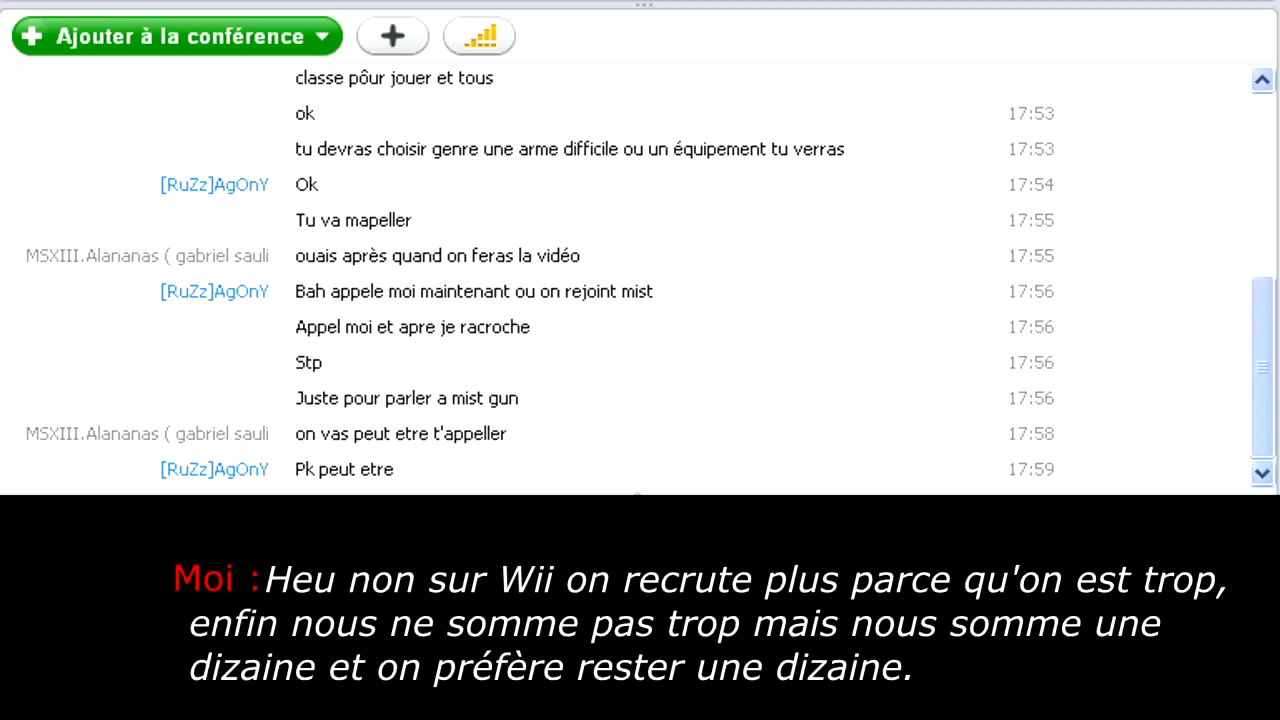 Ajouter à la conférence
classe pôur jouer et tous
ok 17:53
tu devras choisir genre une arme difficile ou un équipement tu verras 17:53
[RuZz]AgOnY Ok 17:54
Tu va mapeller 17:55
MSXIII.Alananas ( gabriel sauli ouais après quand on feras la vidéo 17:55
[RuZz]AgOnY Bah appele moi maintenant ou on rejoint mist 17:56
Appel moi et apre je racroche 17:56
Stp 17:56
Juste pour parler a mist gun 17:56
MSXIII.Alananas ( gabriel sauli on vas peut etre t'appeller 17:58
[RuZz]AgOnY Pk peut etre 17:59
Moi : Heu non sur Wii on recrute plus parce qu'on est trop,
enfin nous ne somme pas trop mais nous somme une
dizaine et on préfère rester une dizaine.